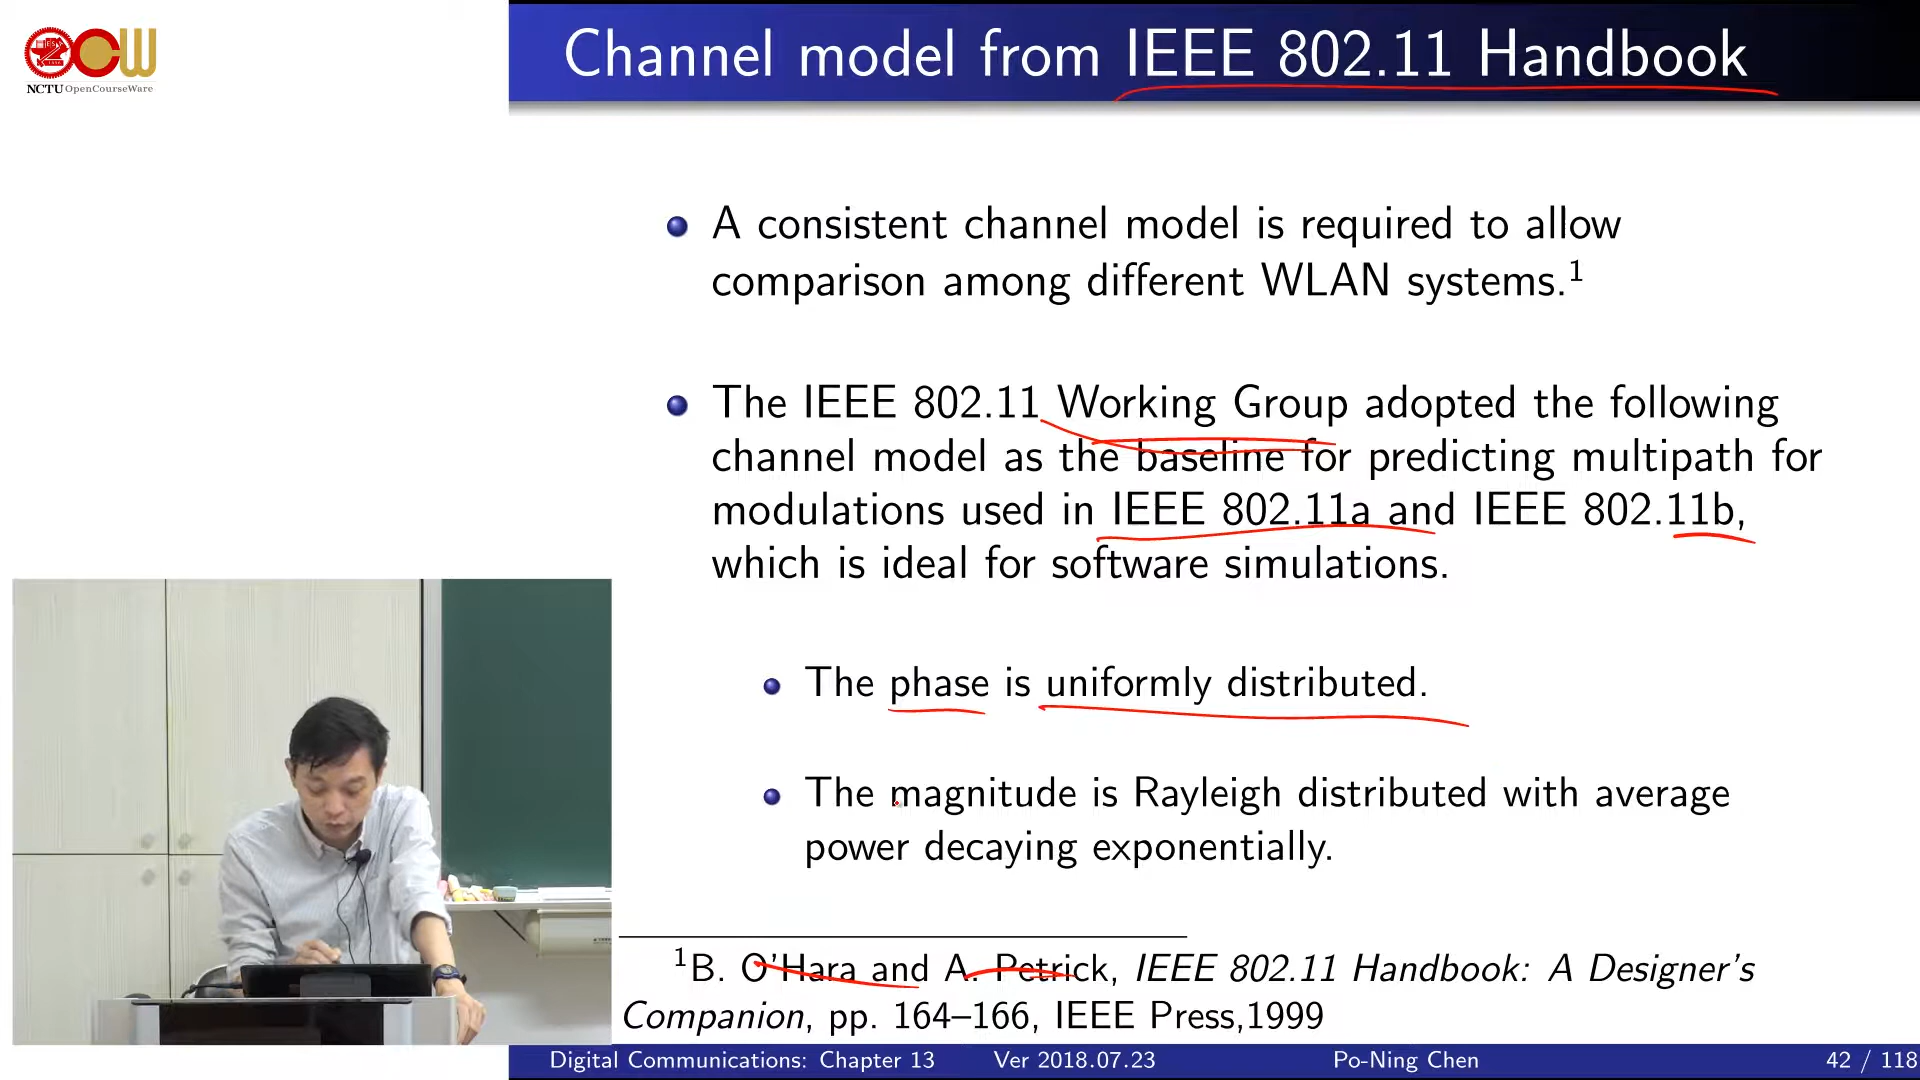 OCW
NCTU OpenCourseWare
Channel model from IEEE 802.11 Handbook
A consistent channel model is required to allow
comparison among different WLAN systems.¹
The IEEE 802.11 Working Group adopted the following
channel model as the baseline for predicting multipath for
modulations used in IEEE 802.11a and IEEE 802.11b,
which is ideal for software simulations.
The phase is uniformly distributed.
The magnitude is Rayleigh distributed with average
power decaying exponentially.
¹B. O'Hara and A. Petrick, IEEE 802.11 Handbook: A Designer's
Companion, pp. 164–166, IEEE Press,1999
Digital Communications: Chapter 13 Ver 2018.07.23 Po-Ning Chen 42 / 118